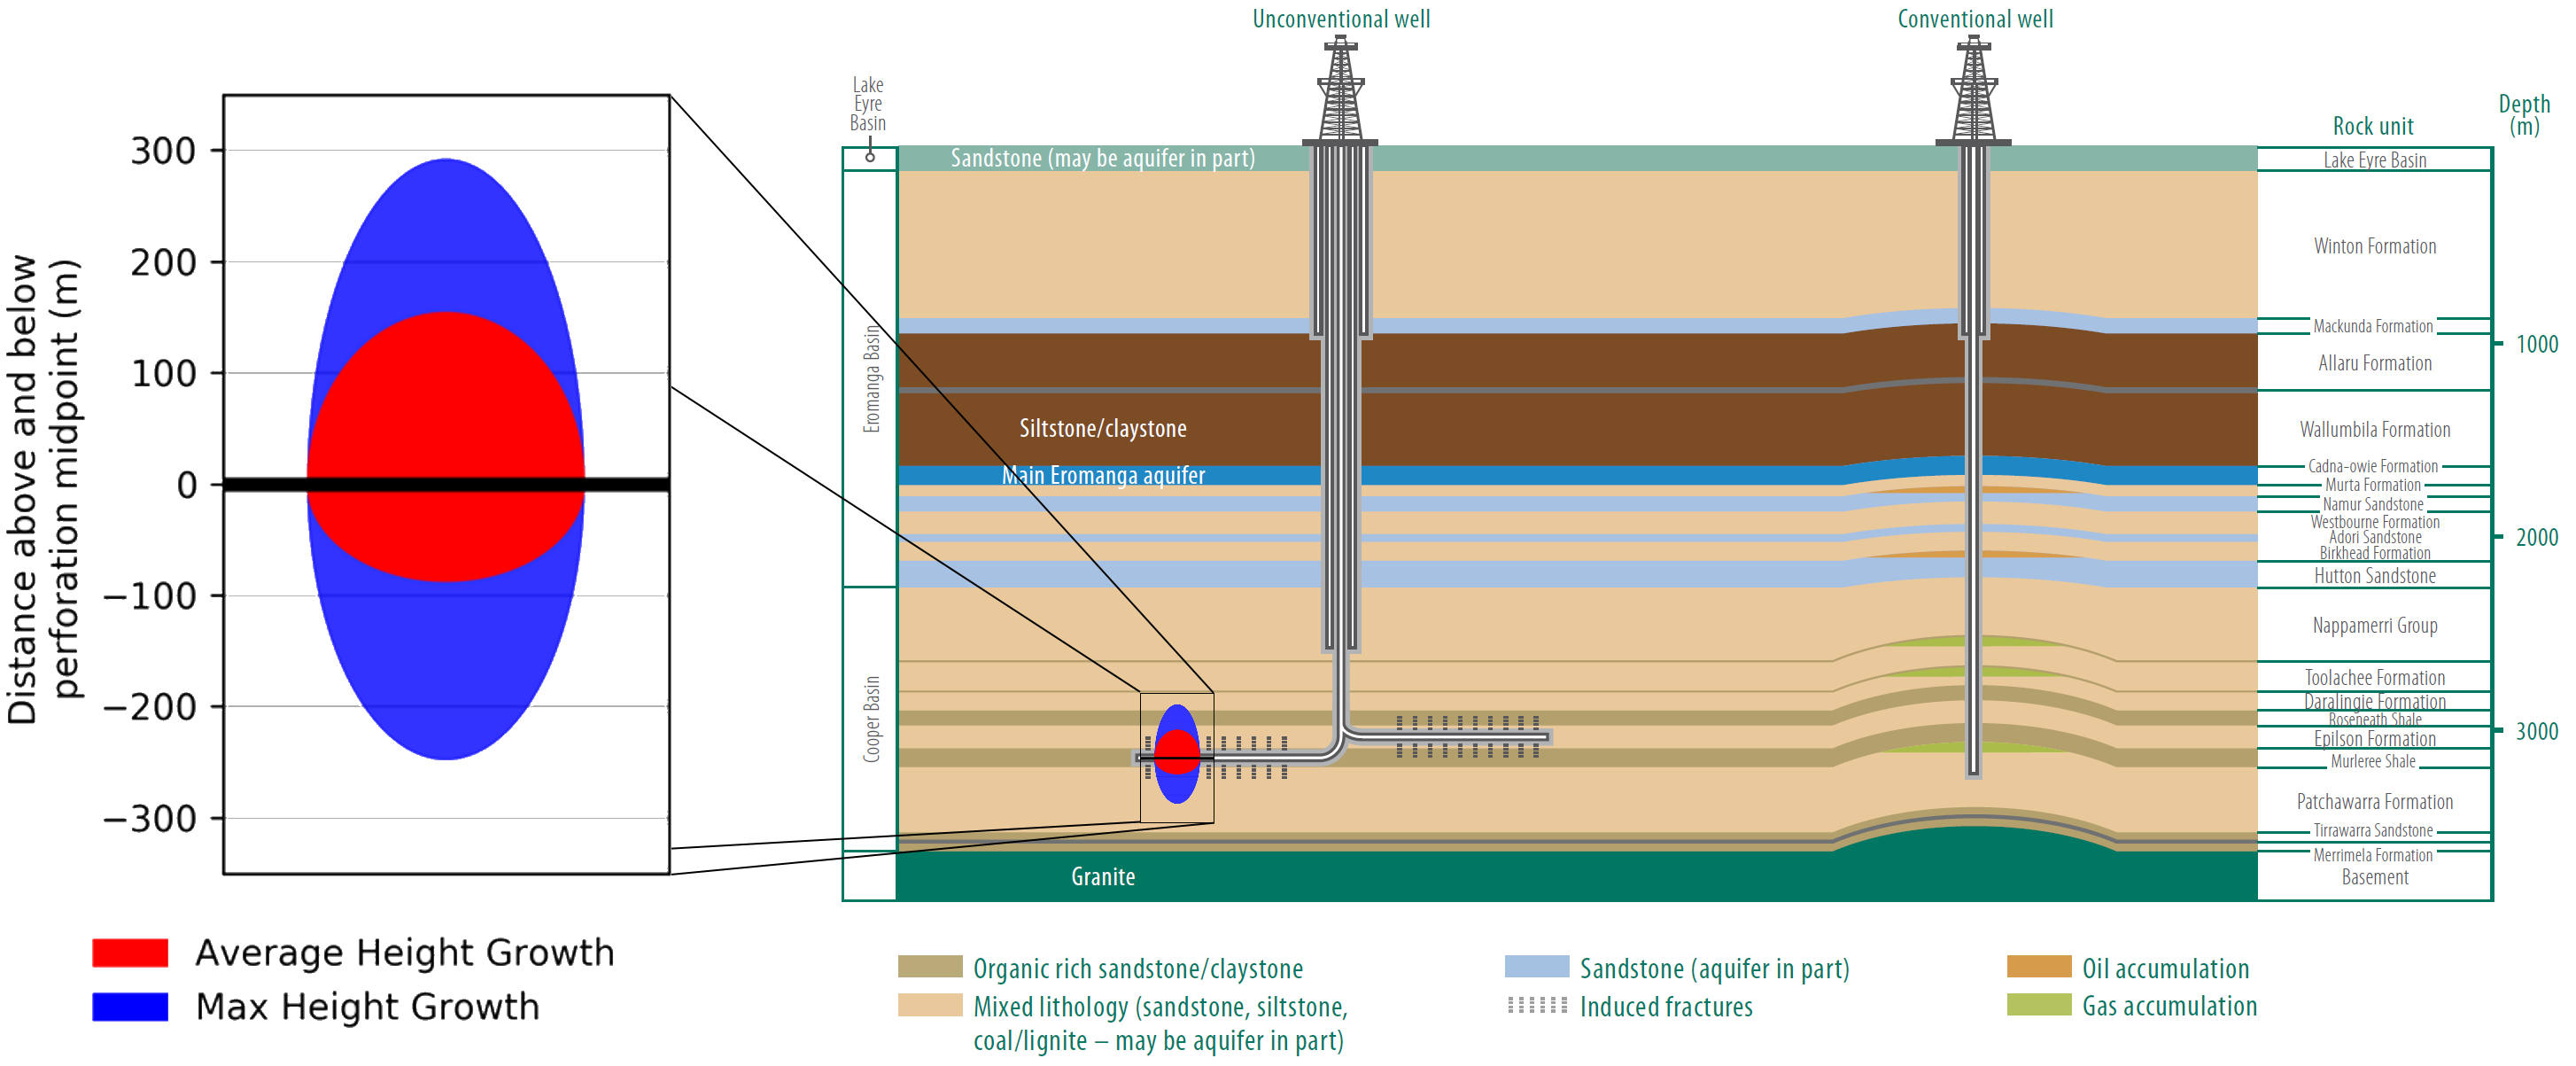 Unconventional well
Conventional well
Lake
Eyre
Basin
Depth
(m)
Rock unit
300
200
100
0
−100
−200
−300
Distance above and below
perforation midpoint (m)
Average Height Growth
Max Height Growth
Eromanga Basin
Cooper Basin
Sandstone (may be aquifer in part)
Siltstone/claystone
Main Eromanga aquifer
Granite
Lake Eyre Basin
Winton Formation
Mackunda Formation
Allaru Formation
Wallumbila Formation
Cadna-owie Formation
Murta Formation
Namur Sandstone
Westbourne Formation
Adori Sandstone
Birkhead Formation
Hutton Sandstone
Nappamerri Group
Toolachee Formation
Daralingie Formation
Roseneath Shale
Epilson Formation
Murleree Shale
Patchawarra Formation
Tirrawarra Sandstone
Merrimela Formation
Basement
1000
2000
3000
Organic rich sandstone/claystone
Mixed lithology (sandstone, siltstone,
coal/lignite – may be aquifer in part)
Sandstone (aquifer in part)
Induced fractures
Oil accumulation
Gas accumulation